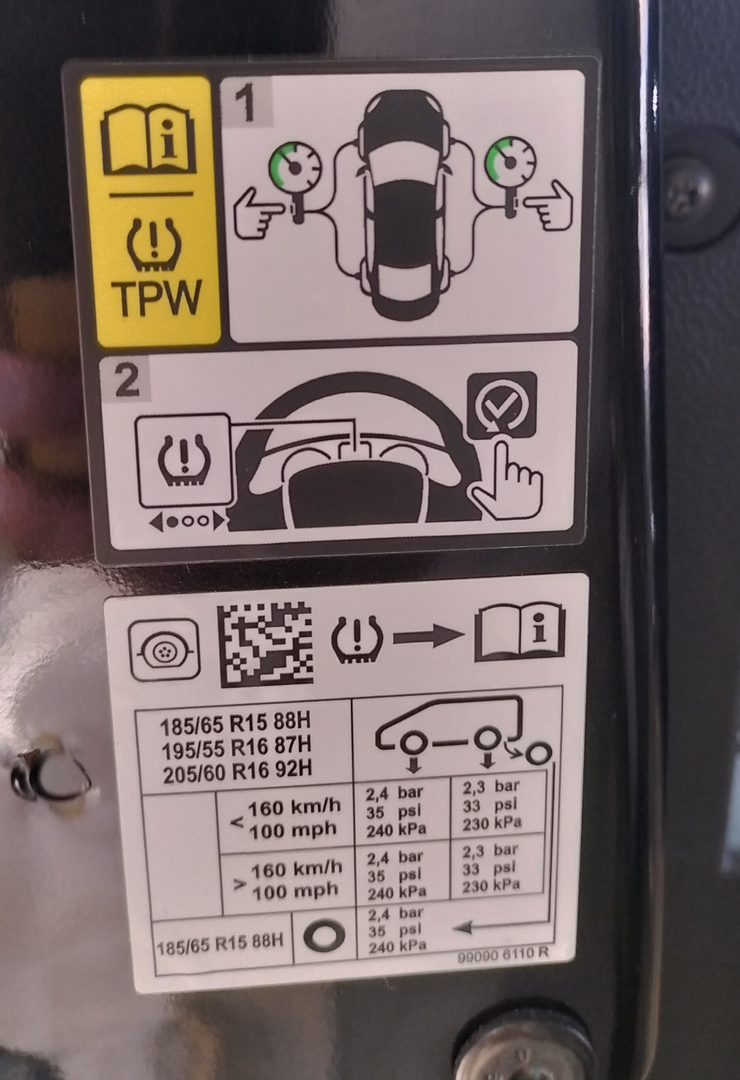 1
TPW
2
185/65 R15 88H
195/55 R16 87H
205/60 R16 92H
< 160 km/h
100 mph
2,4 bar
35 psi
240 kPa
2,3 bar
33 psi
230 kPa
> 160 km/h
100 mph
2,4 bar
35 psi
240 kPa
2,3 bar
33 psi
230 kPa
185/65 R15 88H
2,4 bar
35 psi
240 kPa
99090 6110 R